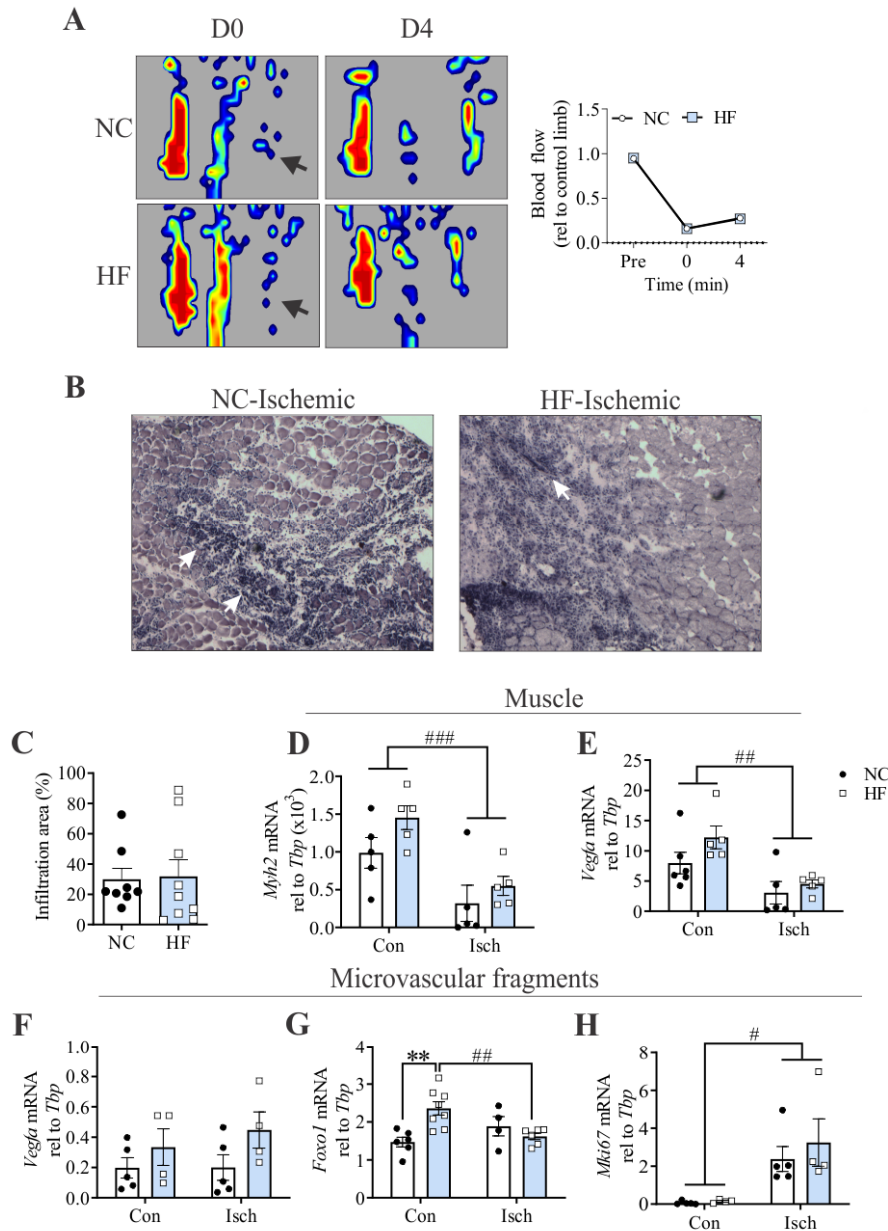 A
D0
D4
NC
HF
Blood flow
(rel to control limb)
1.5
1.0
0.5
0.0
NC
HF
Pre
0
4
Time (min)
B
NC-Ischemic
HF-Ischemic
Muscle
C
Infiltration area (%)
100
80
60
40
20
0
NC
HF
D
Myh2 mRNA
rel to Tbp (x10³)
2.0
1.5
1.0
0.5
0.0
###
Con
Isch
E
Vegfa mRNA
rel to Tbp
25
20
15
10
5
0
##
Con
Isch
NC
HF
Microvascular fragments
F
Vegfa mRNA
rel to Tbp
1.0
0.8
0.6
0.4
0.2
0.0
Con
Isch
G
Foxo1 mRNA
rel to Tbp
4
3
2
1
0
**
##
Con
Isch
H
Mki67 mRNA
rel to Tbp
8
6
4
2
0
#
Con
Isch